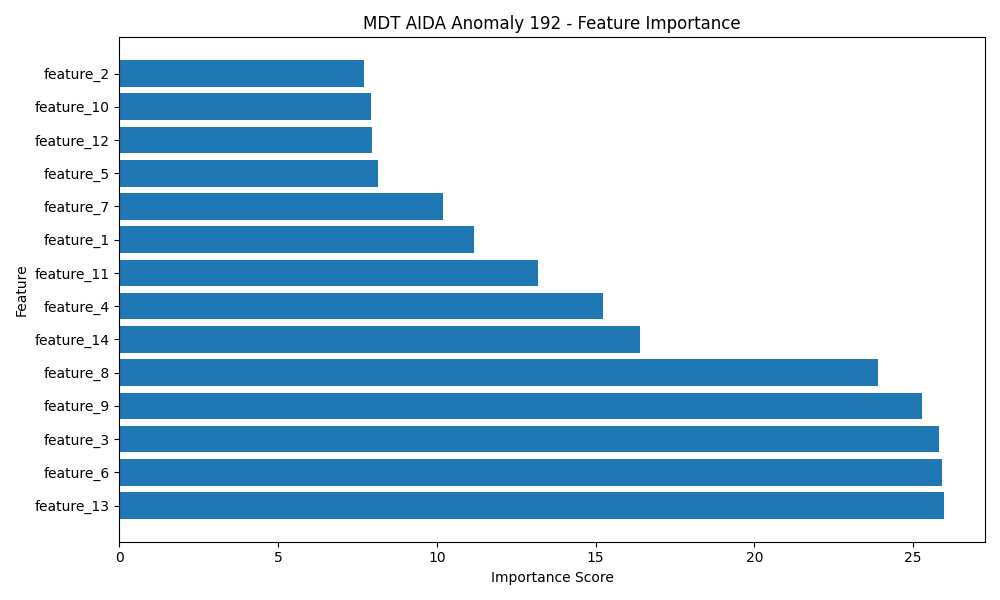 MDT AIDA Anomaly 192 - Feature Importance
feature_2
feature_10
feature_12
feature_5
feature_7
feature_1
feature_11
feature_4
feature_14
feature_8
feature_9
feature_3
feature_6
feature_13
Feature
0 5 10 15 20 25
Importance Score